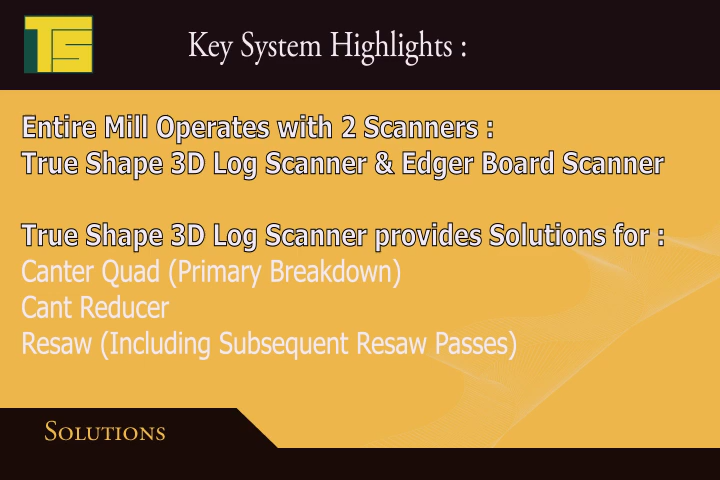 TS
Key System Highlights :
Entire Mill Operates with 2 Scanners :
True Shape 3D Log Scanner & Edger Board Scanner
True Shape 3D Log Scanner provides Solutions for :
Canter Quad (Primary Breakdown)
Cant Reducer
Resaw (Including Subsequent Resaw Passes)
Solutions